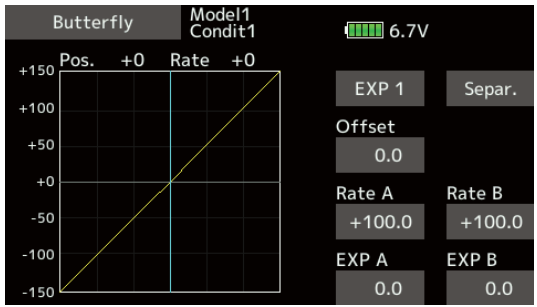 Butterfly
Model1
Condit1
6.7V
Pos. +0 Rate +0
+150
+100
+50
+0
-50
-100
-150
EXP 1
Separ.
Offset
0.0
Rate A
Rate B
+100.0
+100.0
EXP A
EXP B
0.0
0.0